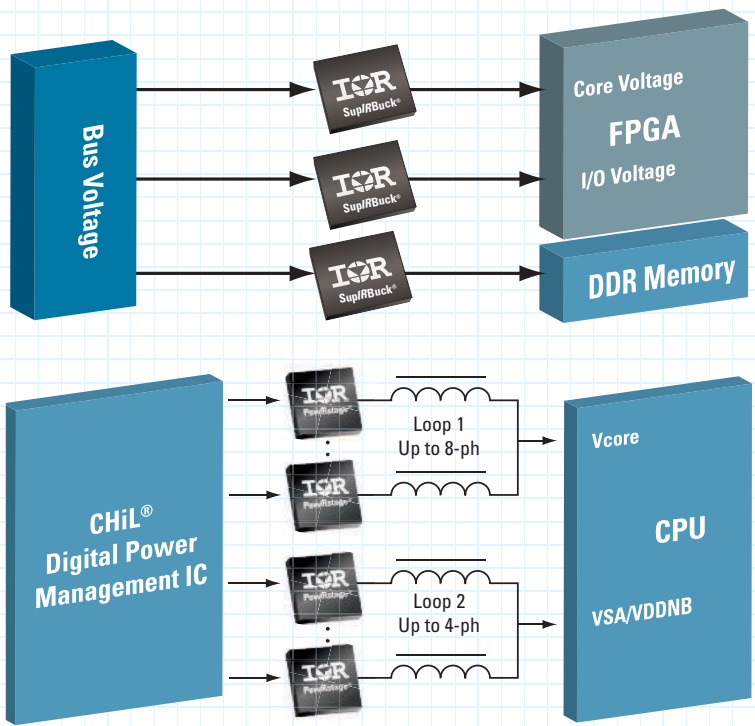 Bus Voltage
IOR
SupIRBuck®
IOR
SupIRBuck®
IOR
SupIRBuck®
Core Voltage
FPGA
I/O Voltage
DDR Memory
CHiL®
Digital Power
Management IC
IOR
PowIRstage®
IOR
PowIRstage®
IOR
PowIRstage®
IOR
PowIRstage®
Loop 1
Up to 8-ph
Loop 2
Up to 4-ph
Vcore
CPU
VSA/VDDNB